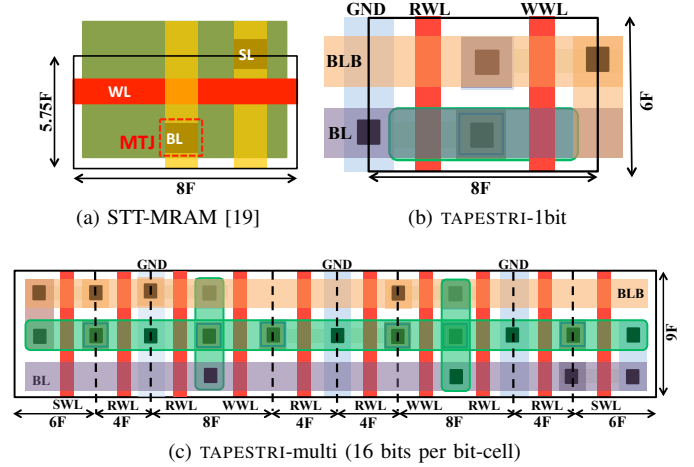 SL
WL
MTJ
BL
5.75F
8F
(a) STT-MRAM [19]
GND RWL WWL
BLB
BL
6F
8F
(b) TAPESTRI-1bit
GND GND GND
BLB
BL
9F
SWL RWL RWL WWL RWL RWL WWL RWL RWL SWL
6F 4F 8F 4F 4F 8F 4F 6F
(c) TAPESTRI-multi (16 bits per bit-cell)